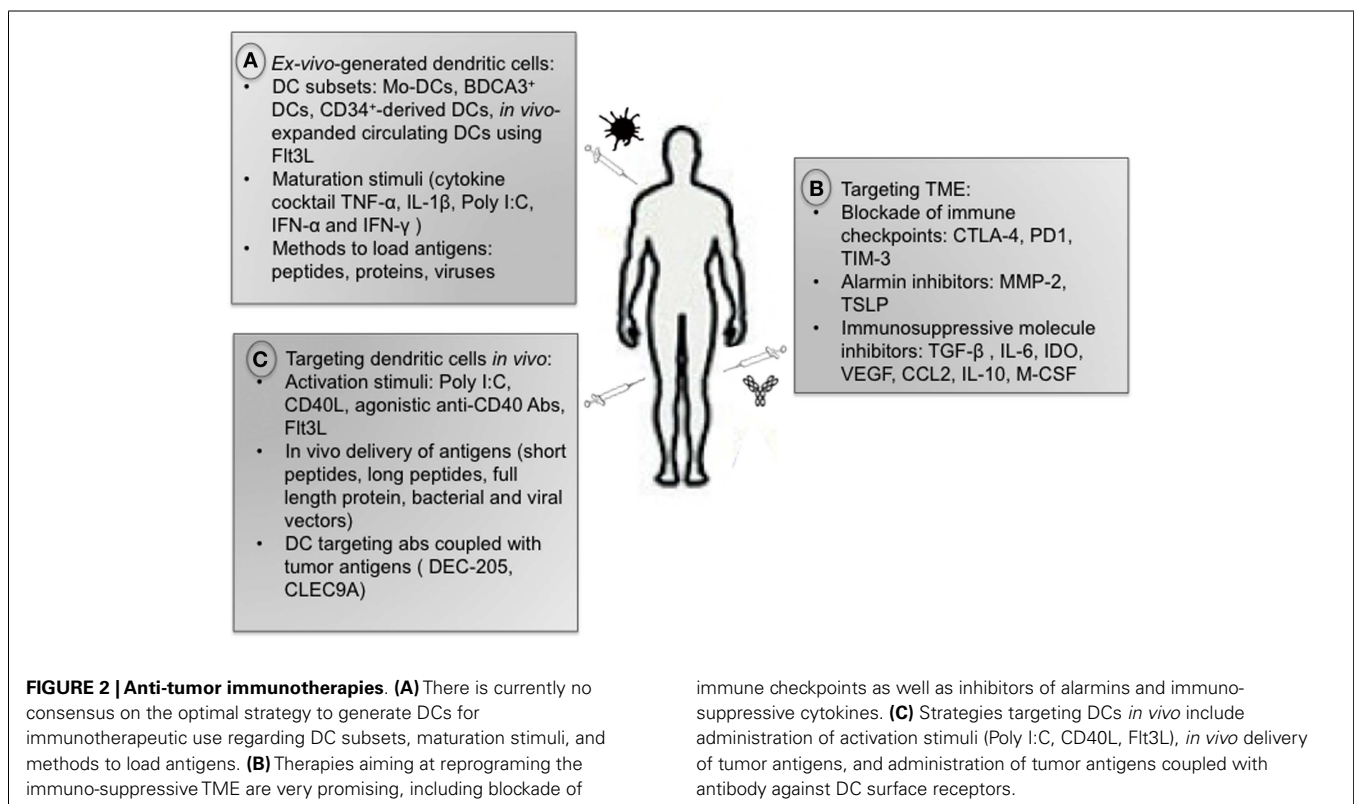 A Ex-vivo-generated dendritic cells:
• DC subsets: Mo-DCs, BDCA3⁺
DCs, CD34⁺-derived DCs, in vivo-
expanded circulating DCs using
Flt3L
• Maturation stimuli (cytokine
cocktail TNF-α, IL-1β, Poly I:C,
IFN-α and IFN-γ )
• Methods to load antigens:
peptides, proteins, viruses
B Targeting TME:
• Blockade of immune
checkpoints: CTLA-4, PD1,
TIM-3
• Alarmin inhibitors: MMP-2,
TSLP
• Immunosuppressive molecule
inhibitors: TGF-β , IL-6, IDO,
VEGF, CCL2, IL-10, M-CSF
C Targeting dendritic cells in vivo:
• Activation stimuli: Poly I:C,
CD40L, agonistic anti-CD40 Abs,
Flt3L
• In vivo delivery of antigens (short
peptides, long peptides, full
length protein, bacterial and viral
vectors)
• DC targeting abs coupled with
tumor antigens ( DEC-205,
CLEC9A)
FIGURE 2 | Anti-tumor immunotherapies. (A) There is currently no
consensus on the optimal strategy to generate DCs for
immunotherapeutic use regarding DC subsets, maturation stimuli, and
methods to load antigens. (B) Therapies aiming at reprograming the
immuno-suppressive TME are very promising, including blockade of
immune checkpoints as well as inhibitors of alarmins and immuno-
suppressive cytokines. (C) Strategies targeting DCs in vivo include
administration of activation stimuli (Poly I:C, CD40L, Flt3L), in vivo delivery
of tumor antigens, and administration of tumor antigens coupled with
antibody against DC surface receptors.